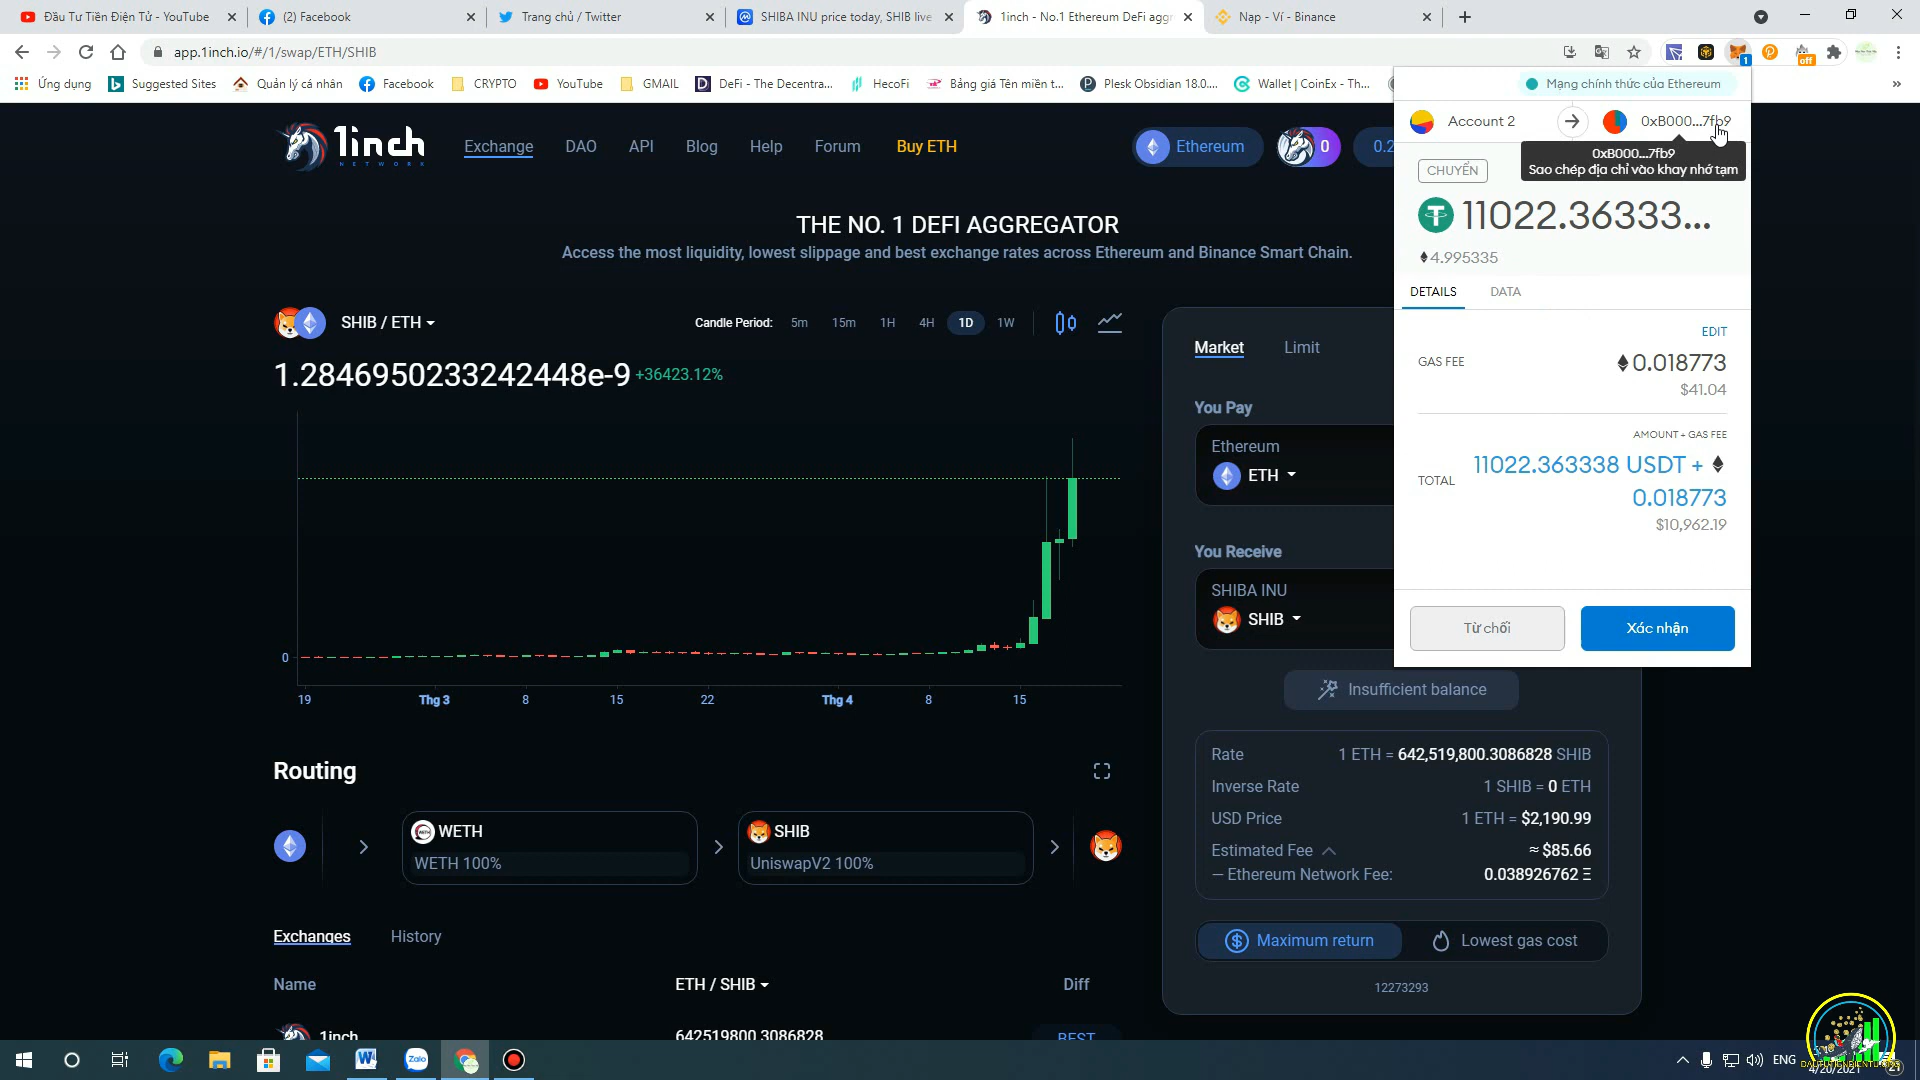 Đầu Tư Tiền Điện Tử - YouTube
(2) Facebook
Trang chủ / Twitter
SHIBA INU price today, SHIB live
1inch - No.1 Ethereum DeFi aggr
Nạp - Ví - Binance
app.1inch.io/#/1/swap/ETH/SHIB
1
off
Ứng dụng
Suggested Sites
Quản lý cá nhân
Facebook
CRYPTO
YouTube
GMAIL
DeFi - The Decentra...
HecoFi
Bảng giá Tên miền t...
Plesk Obsidian 18.0....
Wallet | CoinEx - Th...
»
Mạng chính thức của Ethereum
Account 2
0xB000...7fb9
0xB000...7fb9
Sao chép địa chỉ vào khay nhớ tạm
CHUYỂN
11022.36333...
4.995335
DETAILS
DATA
EDIT
GAS FEE
0.018773
$41.04
AMOUNT + GAS FEE
TOTAL
11022.363338 USDT +
0.018773
$10,962.19
Từ chối
Xác nhận
1inch
NETWORK
Exchange
DAO
API
Blog
Help
Forum
Buy ETH
Ethereum
0
0.2
THE NO. 1 DEFI AGGREGATOR
Access the most liquidity, lowest slippage and best exchange rates across Ethereum and Binance Smart Chain.
SHIB / ETH
Candle Period:
5m
15m
1H
4H
1D
1W
1.2846950233242448e-9
+36423.12%
0
19
Thg 3
8
15
22
Thg 4
8
15
Market
Limit
You Pay
Ethereum
ETH
You Receive
SHIBA INU
SHIB
Insufficient balance
Rate
1 ETH = 642,519,800.3086828 SHIB
Inverse Rate
1 SHIB = 0 ETH
USD Price
1 ETH = $2,190.99
Estimated Fee
≈ $85.66
— Ethereum Network Fee:
0.038926762 Ξ
Maximum return
Lowest gas cost
12273293
Routing
WETH
WETH 100%
SHIB
UniswapV2 100%
Exchanges
History
Name
ETH / SHIB
Diff
1inch
642519800.3086828
BEST
Zalo
ENG
4/20/2021
21